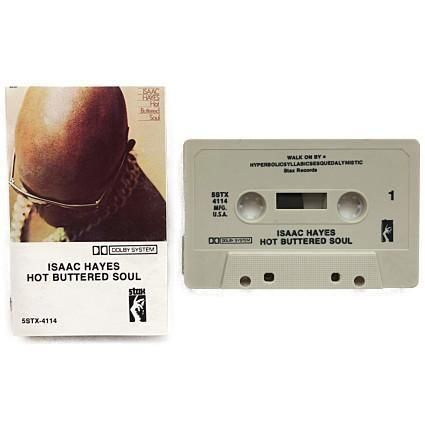 ISAAC
HAYES
Hot
Buttered
Soul
DOLBY SYSTEM
ISAAC HAYES
HOT BUTTERED SOUL
stax
5STX-4114
WALK ON BY •
HYPERBOLICSYLLABICSESQUEDALYMISTIC
Stax Records
5STX
4114
MFG.
U.S.A.
1
DOLBY SYSTEM
ISAAC HAYES
HOT BUTTERED SOUL